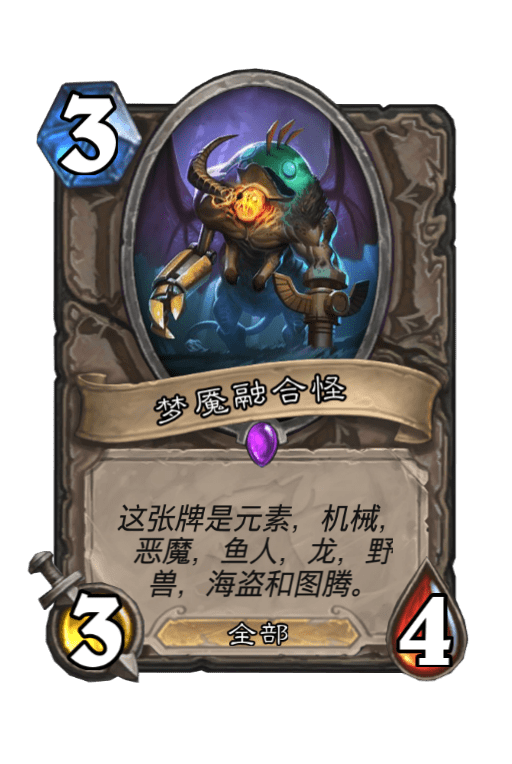 3
梦魇融合怪
这张牌是元素，机械，
恶魔，鱼人，龙，野
兽，海盗和图腾。
3
全部
4